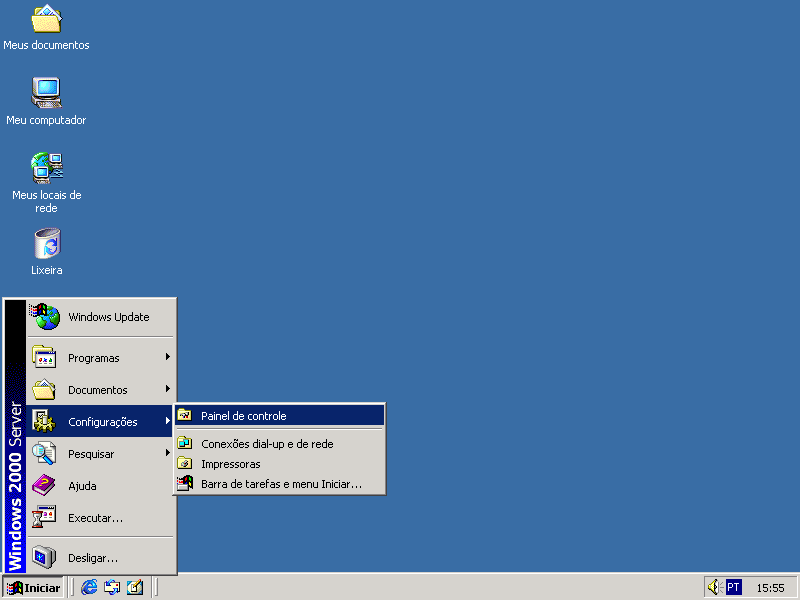 Meus documentos
Meu computador
Meus locais de
rede
Lixeira
Windows Update
Programas
Documentos
Configurações
Pesquisar
Ajuda
Executar...
Desligar...
Windows 2000 Server
Painel de controle
Conexões dial-up e de rede
Impressoras
Barra de tarefas e menu Iniciar...
Iniciar
PT
15:55